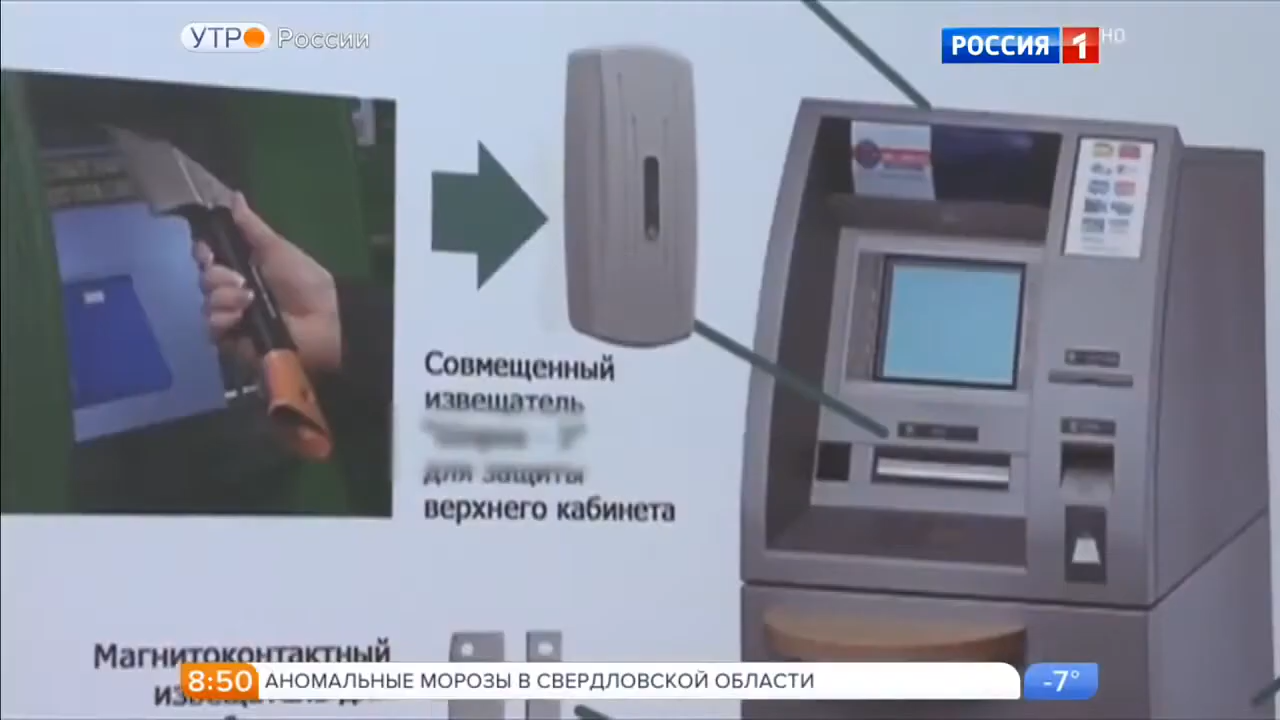 УТРО России
РОССИЯ 1 HD
Совмещенный
извещатель
для защиты
верхнего кабинета
Магнитоконтактный
извещатель
8:50 АНОМАЛЬНЫЕ МОРОЗЫ В СВЕРДЛОВСКОЙ ОБЛАСТИ -7°